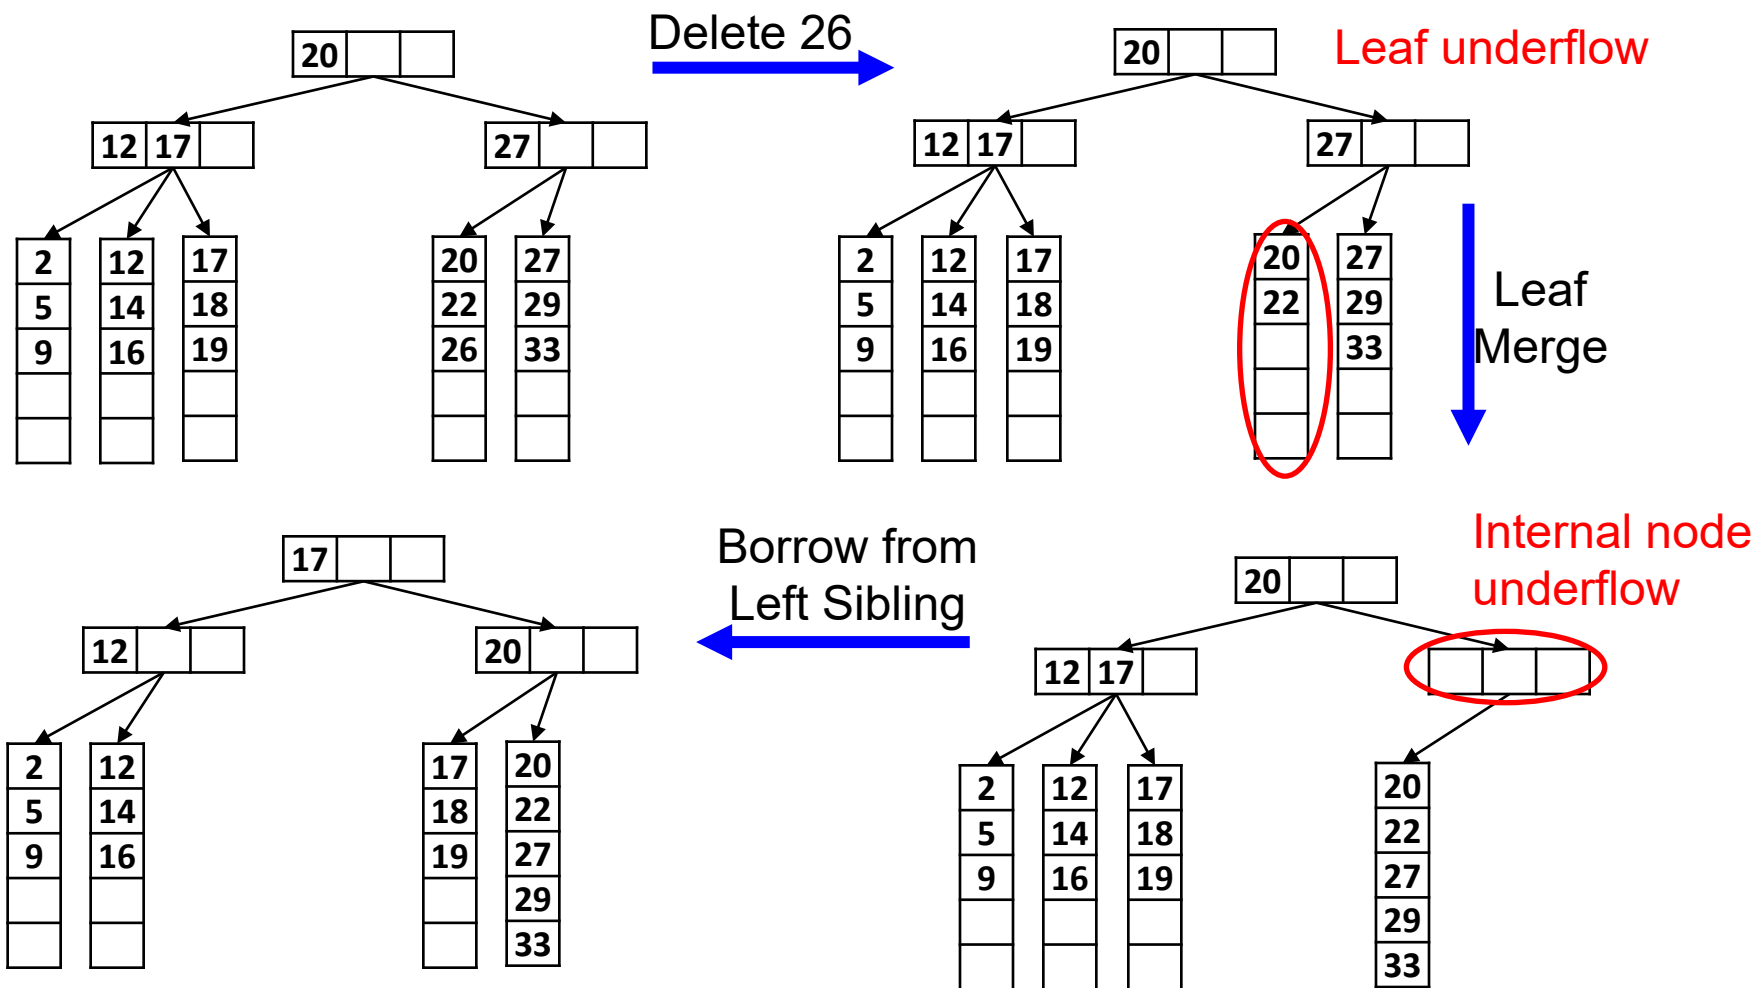 Delete 26
Leaf underflow
20
12 17
27
2 12 17 20 27
5 14 18 22 29
9 16 19 26 33
20
12 17
27
2 12 17 20 27
5 14 18 22 29
9 16 19 33
Leaf
Merge
Internal node
underflow
20
12 17
2 12 17 20
5 14 18 22
9 16 19 27
29
33
Borrow from
Left Sibling
17
12
20
2 12 17 20
5 14 18 22
9 16 19 27
29
33